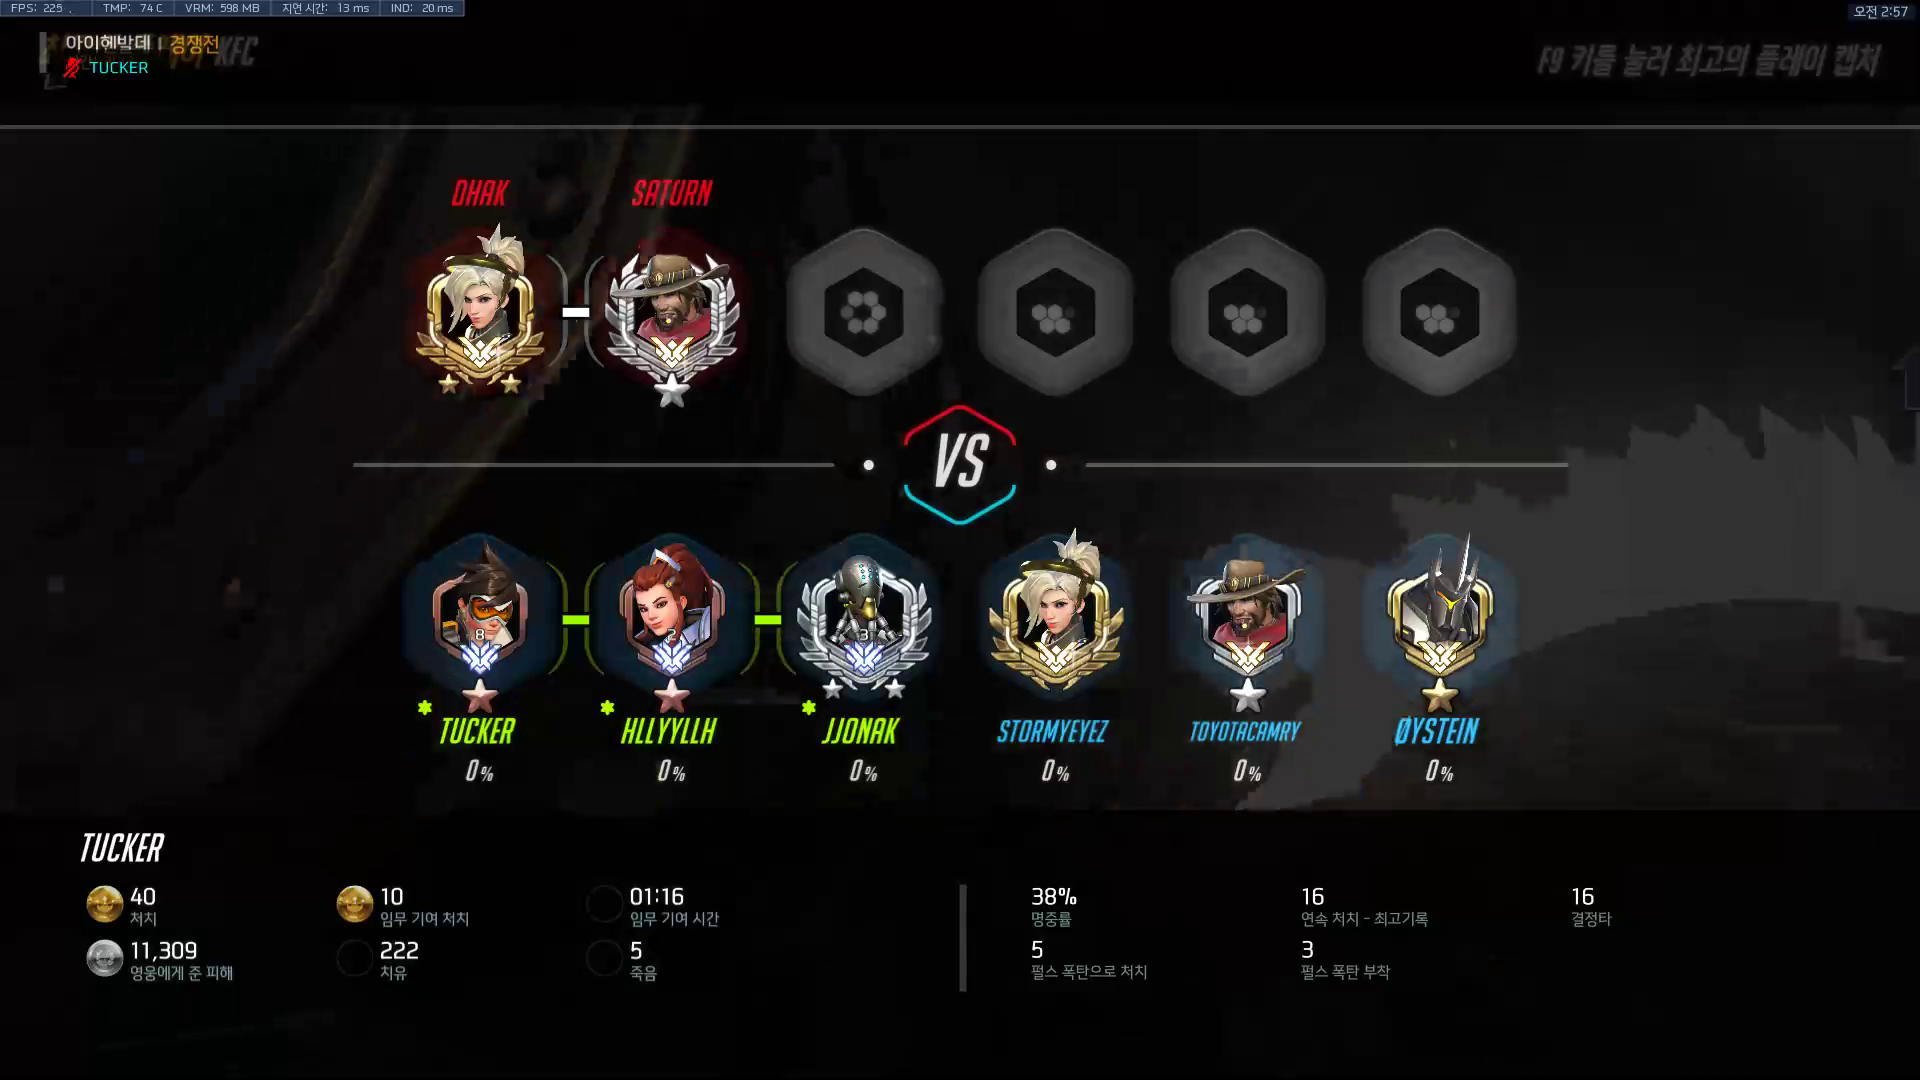 FPS: 225 TMP: 74 C VRM: 598 MB 지연 시간: 13 ms IND: 20 ms
오전 2:57
아이헨발데 | 경쟁전
KFC
TUCKER
F9 키를 눌러 최고의 플레이 캡처
DHAK SATURN
VS
8 2 3
TUCKER HLLYYLLH JJONAK STORMYEYEZ TOYOTACAMRY ØYSTEIN
0% 0% 0% 0% 0% 0%
TUCKER
40 10 01:16 38% 16 16
처치 임무 기여 처치 임무 기여 시간 명중률 연속 처치 - 최고기록 결정타
11,309 222 5 5 3
영웅에게 준 피해 치유 죽음 펄스 폭탄으로 처치 펄스 폭탄 부착